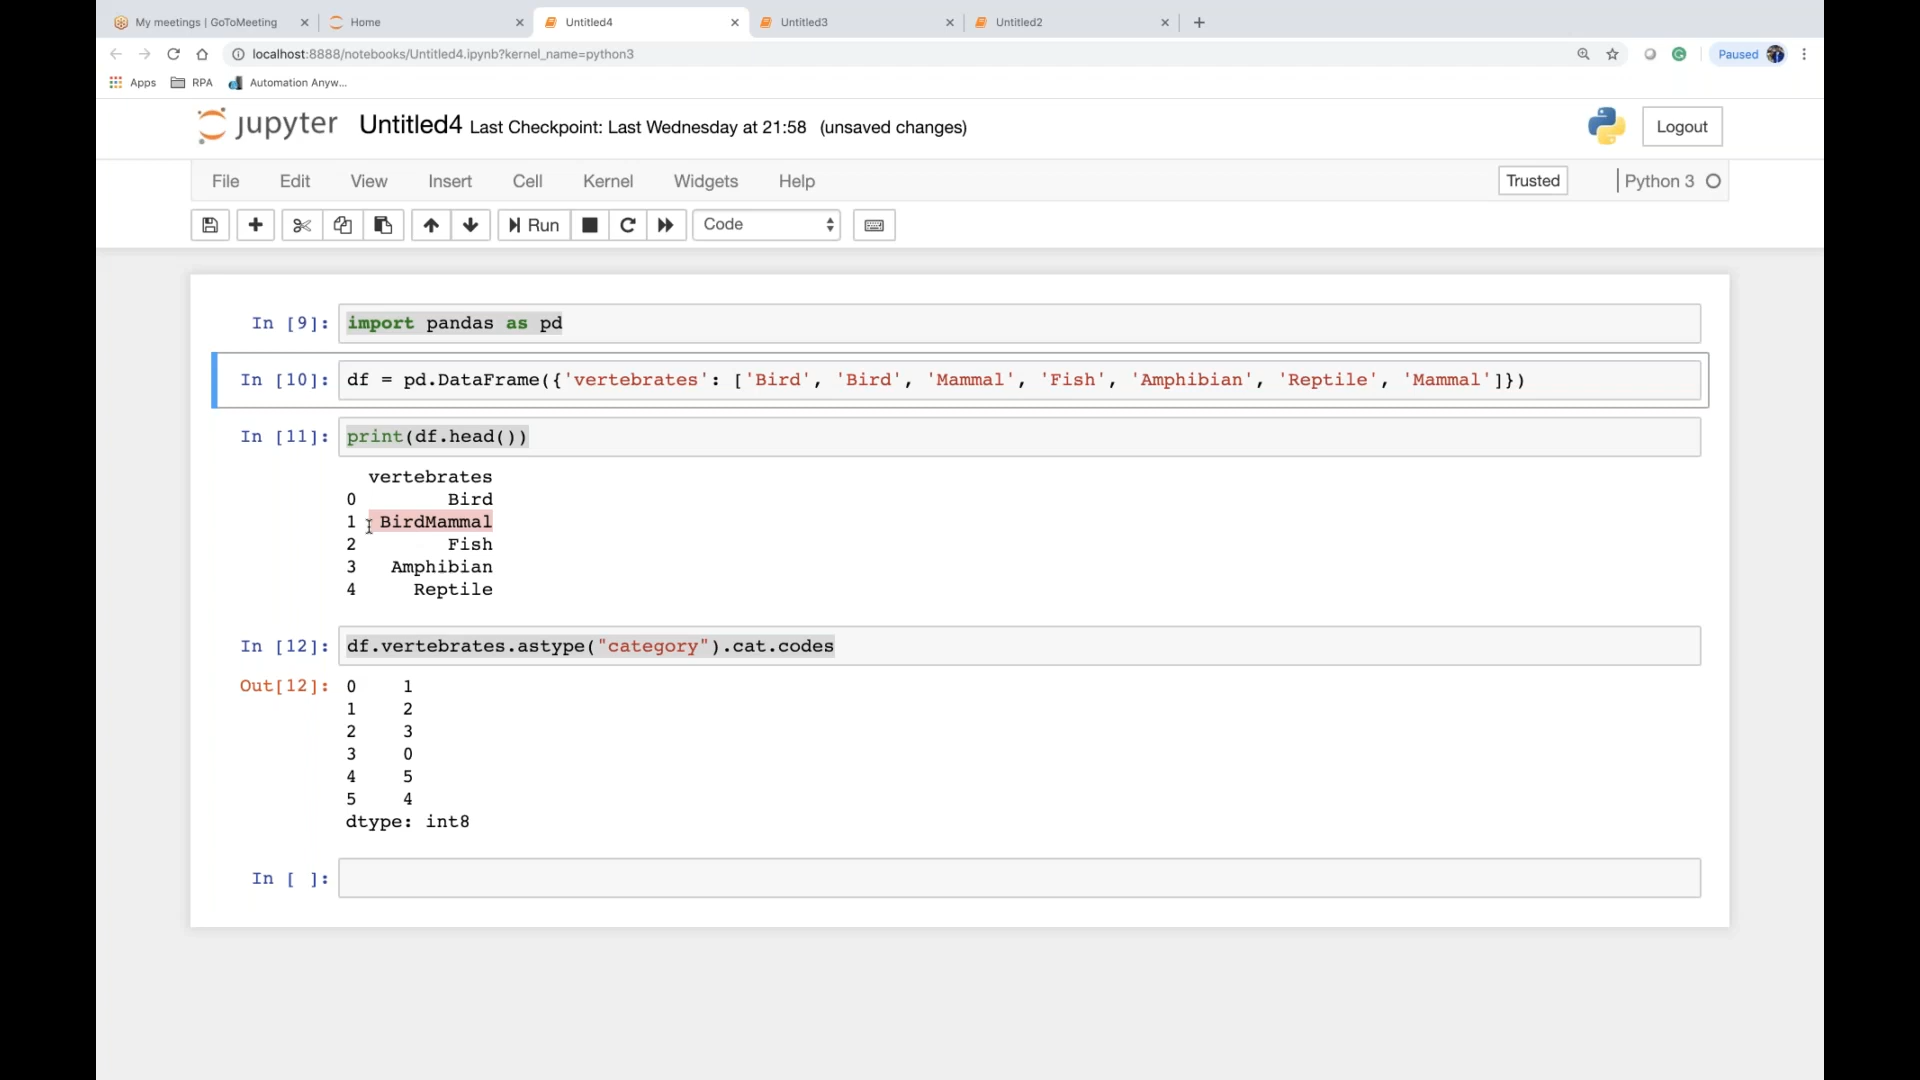 My meetings | GoToMeeting
Home
Untitled4
Untitled3
Untitled2
localhost:8888/notebooks/Untitled4.ipynb?kernel_name=python3
Paused
Apps
RPA
Automation Anyw...
jupyter
Untitled4 Last Checkpoint: Last Wednesday at 21:58 (unsaved changes)
Logout
File Edit View Insert Cell Kernel Widgets Help
Trusted
Python 3
Run
Code
In [9]: import pandas as pd
In [10]: df = pd.DataFrame({'vertebrates': ['Bird', 'Bird', 'Mammal', 'Fish', 'Amphibian', 'Reptile', 'Mammal']})
In [11]: print(df.head())
vertebrates
0 Bird
1 BirdMammal
2 Fish
3 Amphibian
4 Reptile
In [12]: df.vertebrates.astype("category").cat.codes
Out[12]: 0 1
1 2
2 3
3 0
4 5
5 4
dtype: int8
In [ ]: